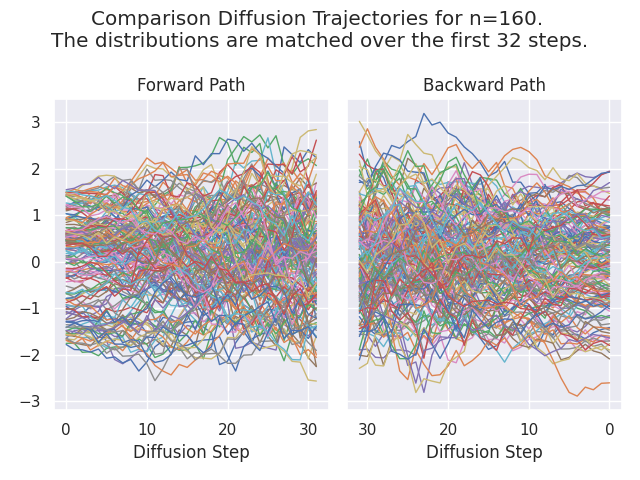 Comparison Diffusion Trajectories for n=160.
The distributions are matched over the first 32 steps.
Forward Path
Backward Path
3
2
1
0
−1
−2
−3
0
10
20
30
30
20
10
0
Diffusion Step
Diffusion Step